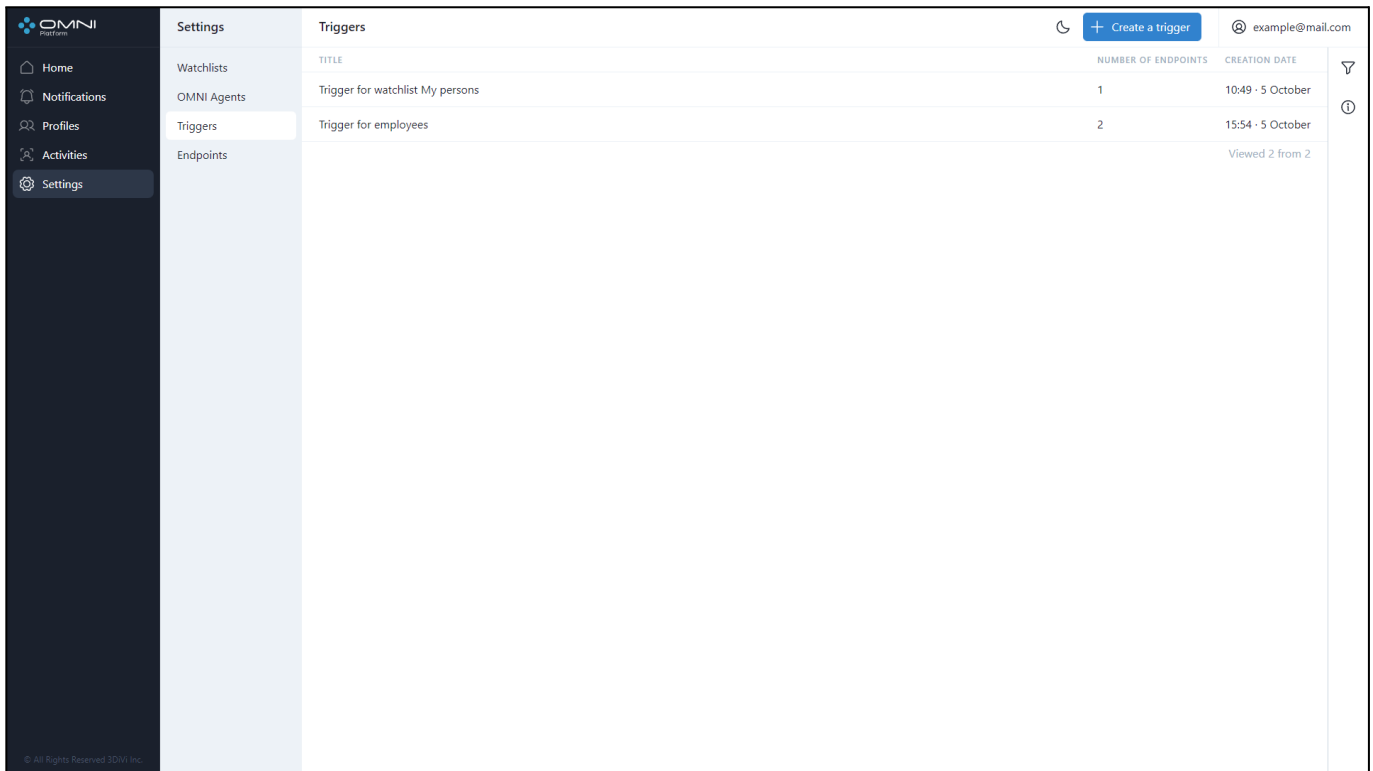 OMNI
Platform
Home
Notifications
Profiles
Activities
Settings
© All Rights Reserved 3DiVi Inc.
Settings
Watchlists
OMNI Agents
Triggers
Endpoints
Triggers
Create a trigger
example@mail.com
TITLE NUMBER OF ENDPOINTS CREATION DATE
Trigger for watchlist My persons 1 10:49 · 5 October
Trigger for employees 2 15:54 · 5 October
Viewed 2 from 2